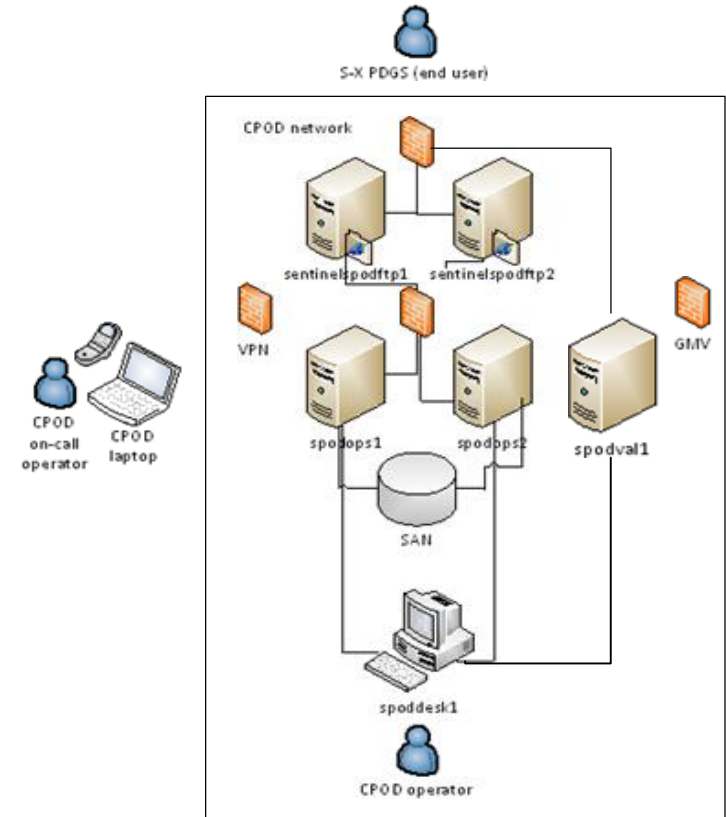 S-X PDGS (end user)
CPOD network
sentinelspodftp1
sentinelspodftp2
VPN
GMV
CPOD
on-call
operator
CPOD
laptop
spodops1
spodops2
spodval1
SAN
spoddesk1
CPOD operator